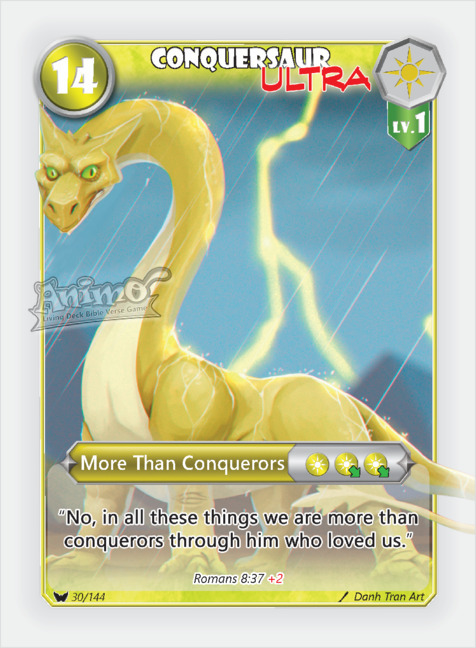 CONQUERSAUR
ULTRA
14
LV.1
Animo
Living Deck Bible Verse Game
More Than Conquerors
"No, in all these things we are more than
conquerors through him who loved us."
Romans 8:37 +2
30/144
Danh Tran Art